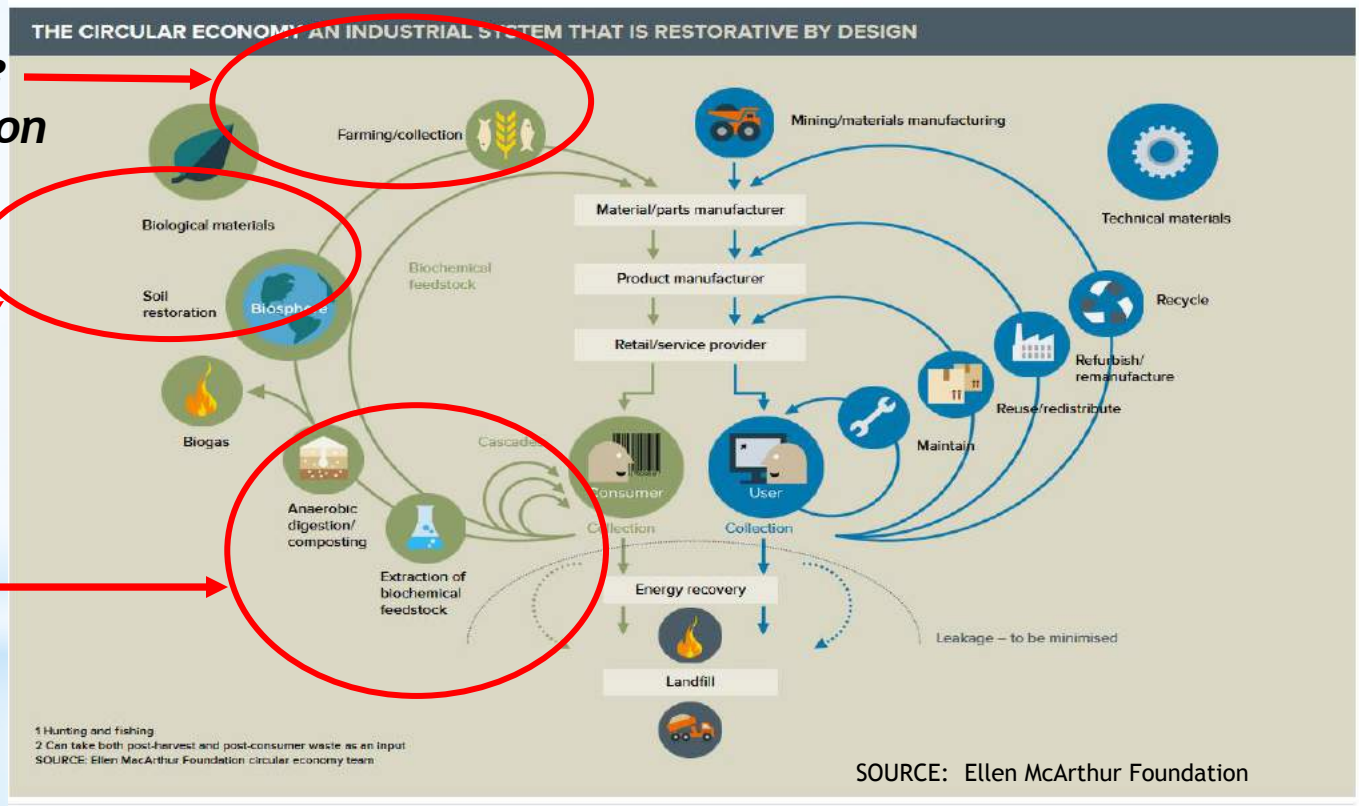 THE CIRCULAR ECONOMY AN INDUSTRIAL SYSTEM THAT IS RESTORATIVE BY DESIGN
Farming/collection
Mining/materials manufacturing
Biological materials
Technical materials
Material/parts manufacturer
Biochemical
feedstock
Product manufacturer
Soil
restoration
Biosphere
Recycle
Retail/service provider
Refurbish/
remanufacture
Reuse/redistribute
Biogas
Cascades
Maintain
Consumer
User
Anaerobic
digestion/
composting
Collection
Collection
Extraction of
biochemical
feedstock
Energy recovery
Leakage – to be minimised
Landfill
1 Hunting and fishing
2 Can take both post-harvest and post-consumer waste as an input
SOURCE: Ellen MacArthur Foundation circular economy team
SOURCE: Ellen McArthur Foundation